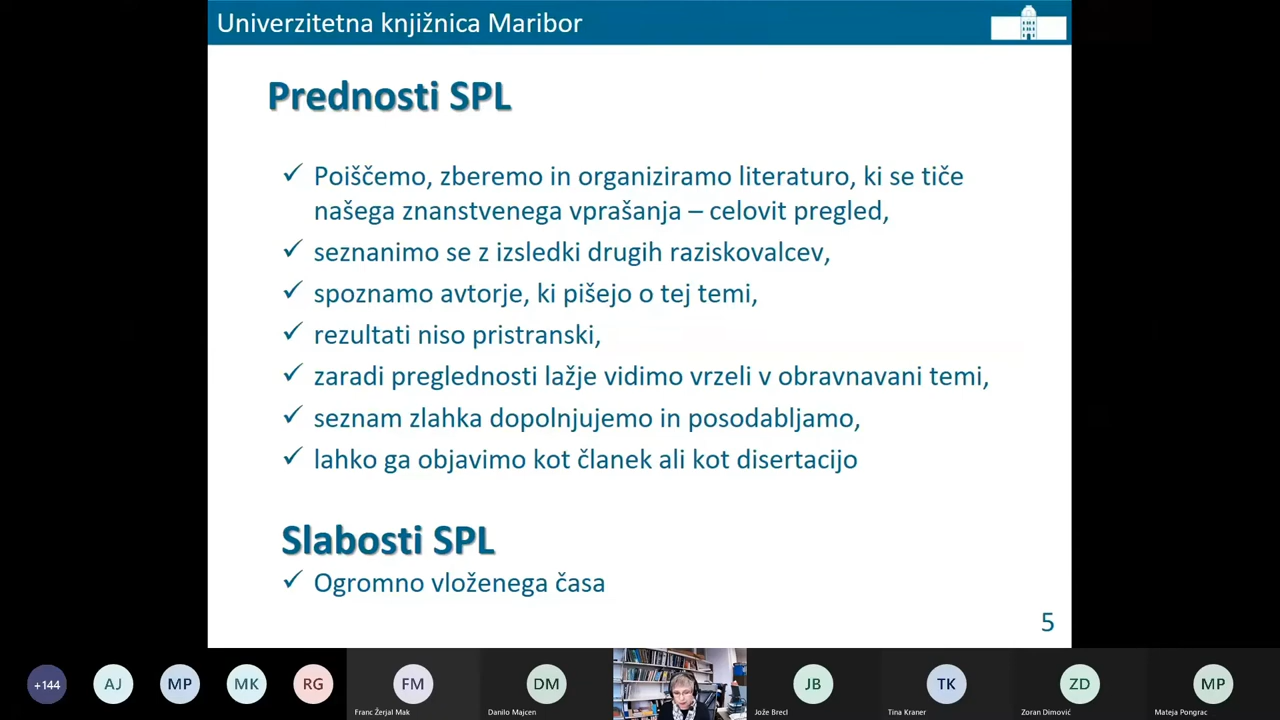 Univerzitetna knjižnica Maribor
Prednosti SPL
✓ Poiščemo, zberemo in organiziramo literaturo, ki se tiče
našega znanstvenega vprašanja – celovit pregled,
✓ seznanimo se z izsledki drugih raziskovalcev,
✓ spoznamo avtorje, ki pišejo o tej temi,
✓ rezultati niso pristranski,
✓ zaradi preglednosti lažje vidimo vrzeli v obravnavani temi,
✓ seznam zlahka dopolnjujemo in posodabljamo,
✓ lahko ga objavimo kot članek ali kot disertacijo
Slabosti SPL
✓ Ogromno vloženega časa
5
+144 AJ MP MK RG FM DM JB TK ZD MP
Franc Žerjal Mak Danilo Majcen Jože Brecl Tina Kraner Zoran Dimović Mateja Pongrac